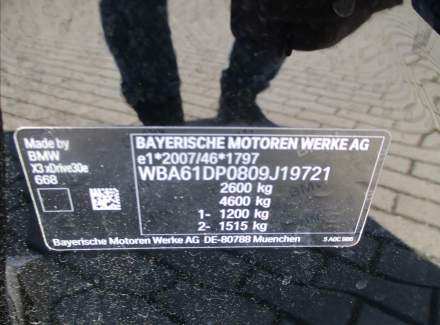 Made by
BMW
X3 xDrive30e
668
BAYERISCHE MOTOREN WERKE AG
e1*2007/46*1797
WBA61DP0809J19721
2600 kg
4600 kg
1- 1200 kg
2- 1515 kg
Bayerische Motoren Werke AG DE-80788 Muenchen